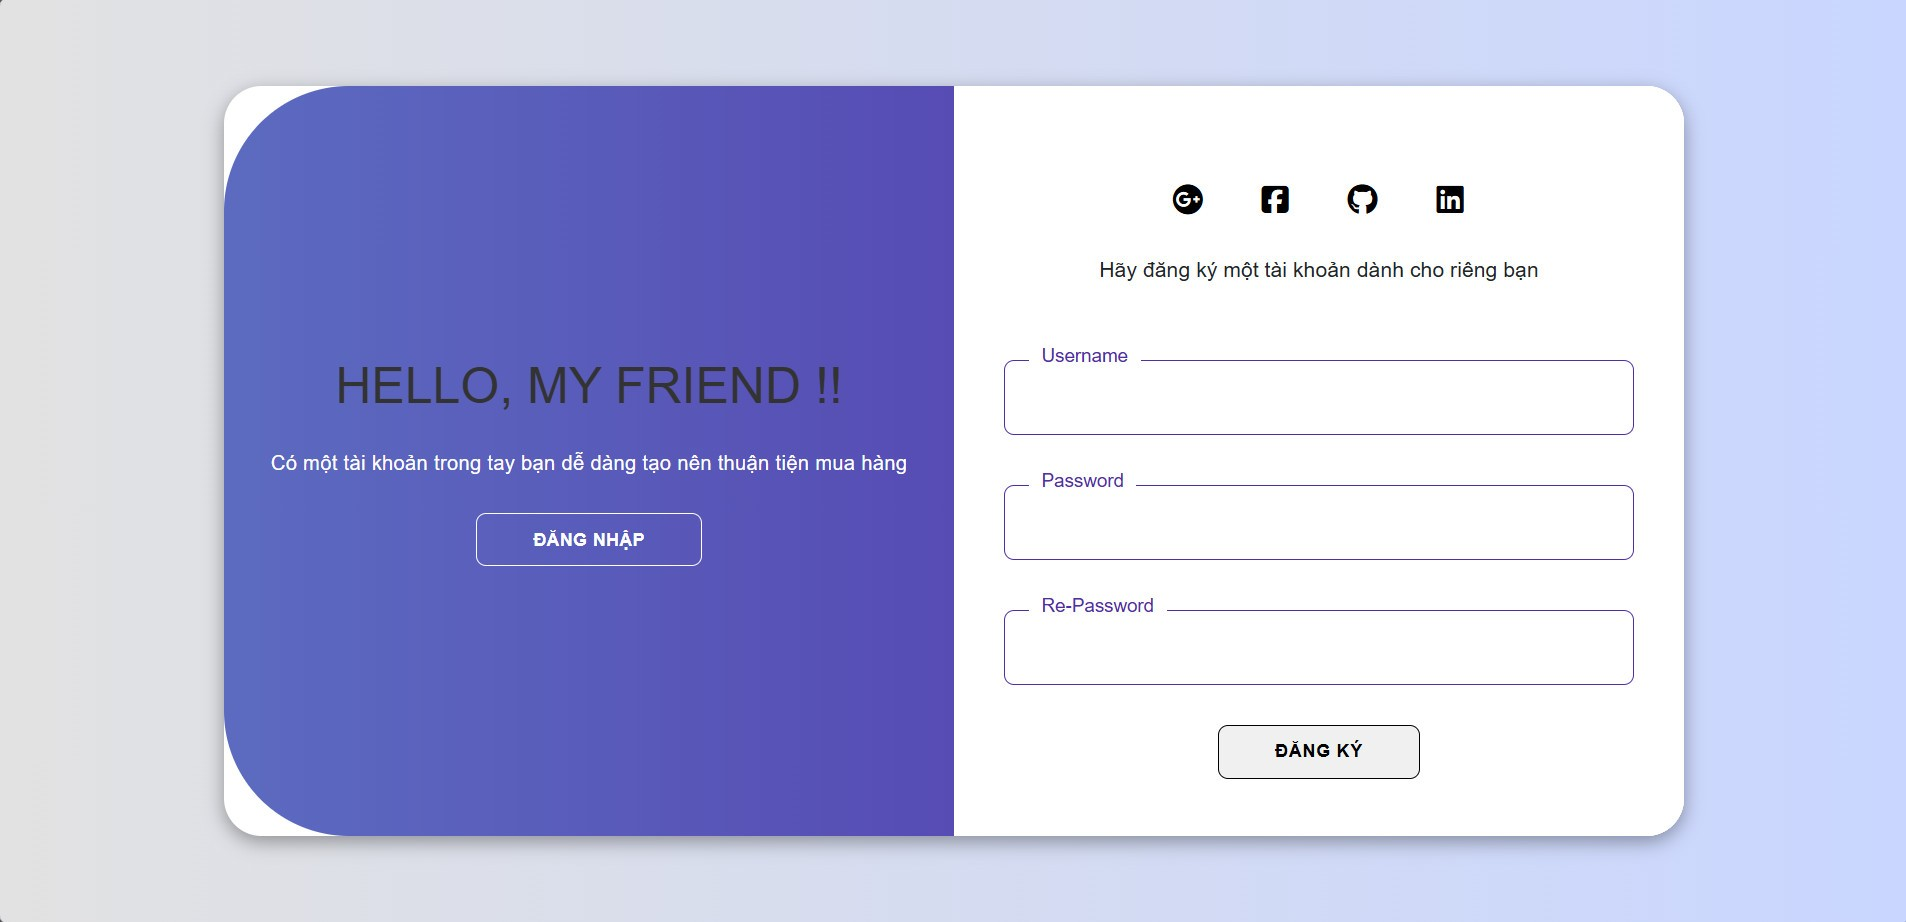 HELLO, MY FRIEND !!
Có một tài khoản trong tay bạn dễ dàng tạo nên thuận tiện mua hàng
ĐĂNG NHẬP
G+ f in
Hãy đăng ký một tài khoản dành cho riêng bạn
Username
Password
Re-Password
ĐĂNG KÝ